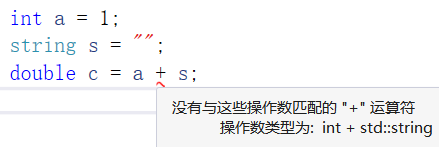 int a = 1;
string s = "";
double c = a + s;
没有与这些操作数匹配的 "+" 运算符
操作数类型为: int + std::string